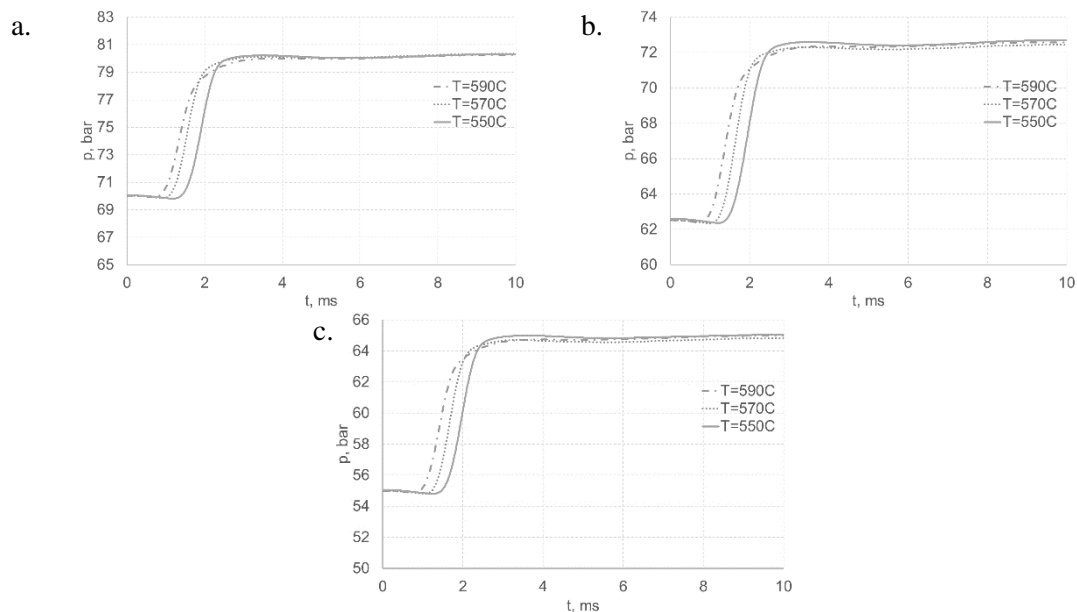 a.
83
81
79
77
75
73
71
69
67
65
p, bar
T=590C
T=570C
T=550C
0 2 4 6 8 10
t, ms
b.
74
72
70
68
66
64
62
60
p, bar
T=590C
T=570C
T=550C
0 2 4 6 8 10
t, ms
c.
66
64
62
60
58
56
54
52
50
p, bar
T=590C
T=570C
T=550C
0 2 4 6 8 10
t, ms